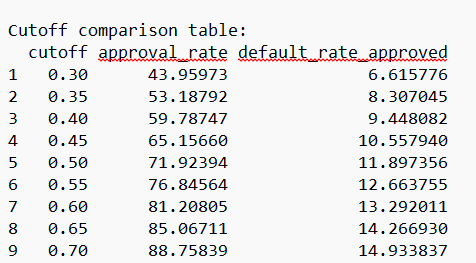 Cutoff comparison table:
cutoff approval_rate default_rate_approved
1 0.30 43.95973 6.615776
2 0.35 53.18792 8.307045
3 0.40 59.78747 9.448082
4 0.45 65.15660 10.557940
5 0.50 71.92394 11.897356
6 0.55 76.84564 12.663755
7 0.60 81.20805 13.292011
8 0.65 85.06711 14.266930
9 0.70 88.75839 14.933837